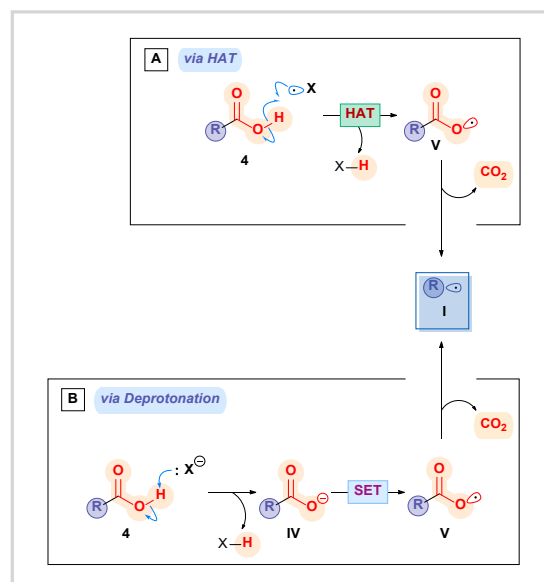 A via HAT
O
R O H X
4
HAT
X—H
O
R O
V
CO2
R
I
B via Deprotonation
O
R O H : X⊖
4
X—H
O
R O⊖
IV
SET
O
R O
V
CO2